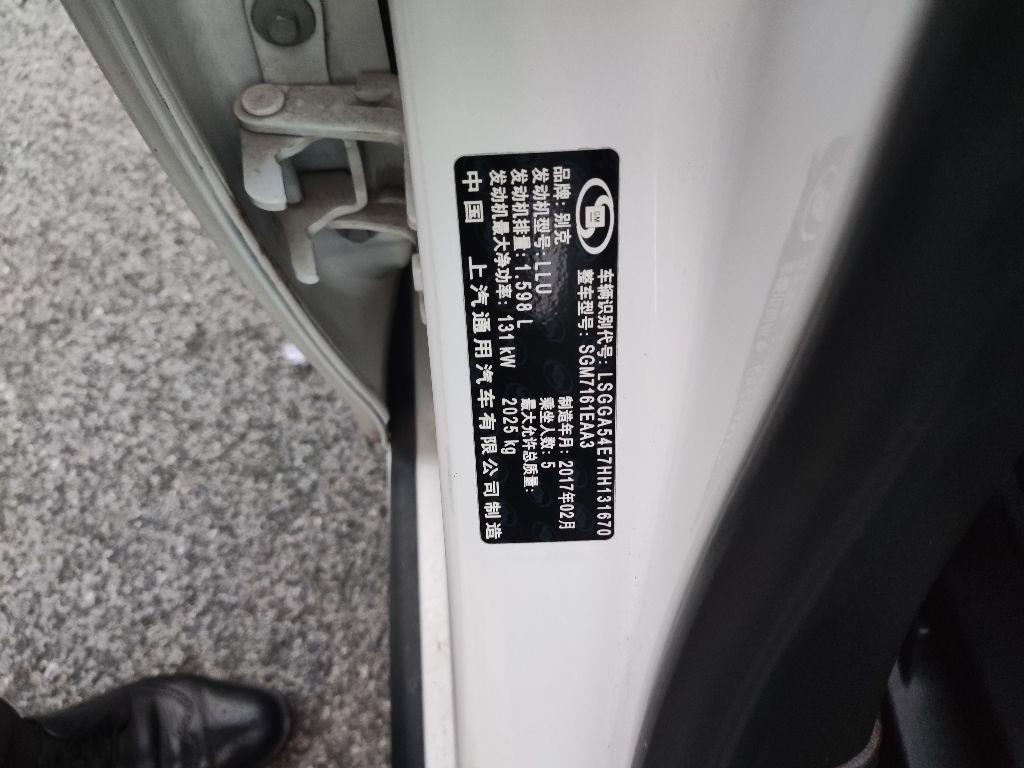 GM
车辆识别代号: LSGGA54E7HH131670
整车型号: SGM7161EAA3
品牌: 别克
制造年月: 2017年02月
发动机型号: LLU
乘坐人数: 5
发动机排量: 1.598 L
最大允许总质量:
发动机最大净功率: 131 kW
2025 kg
中国 上汽通用汽车有限公司制造